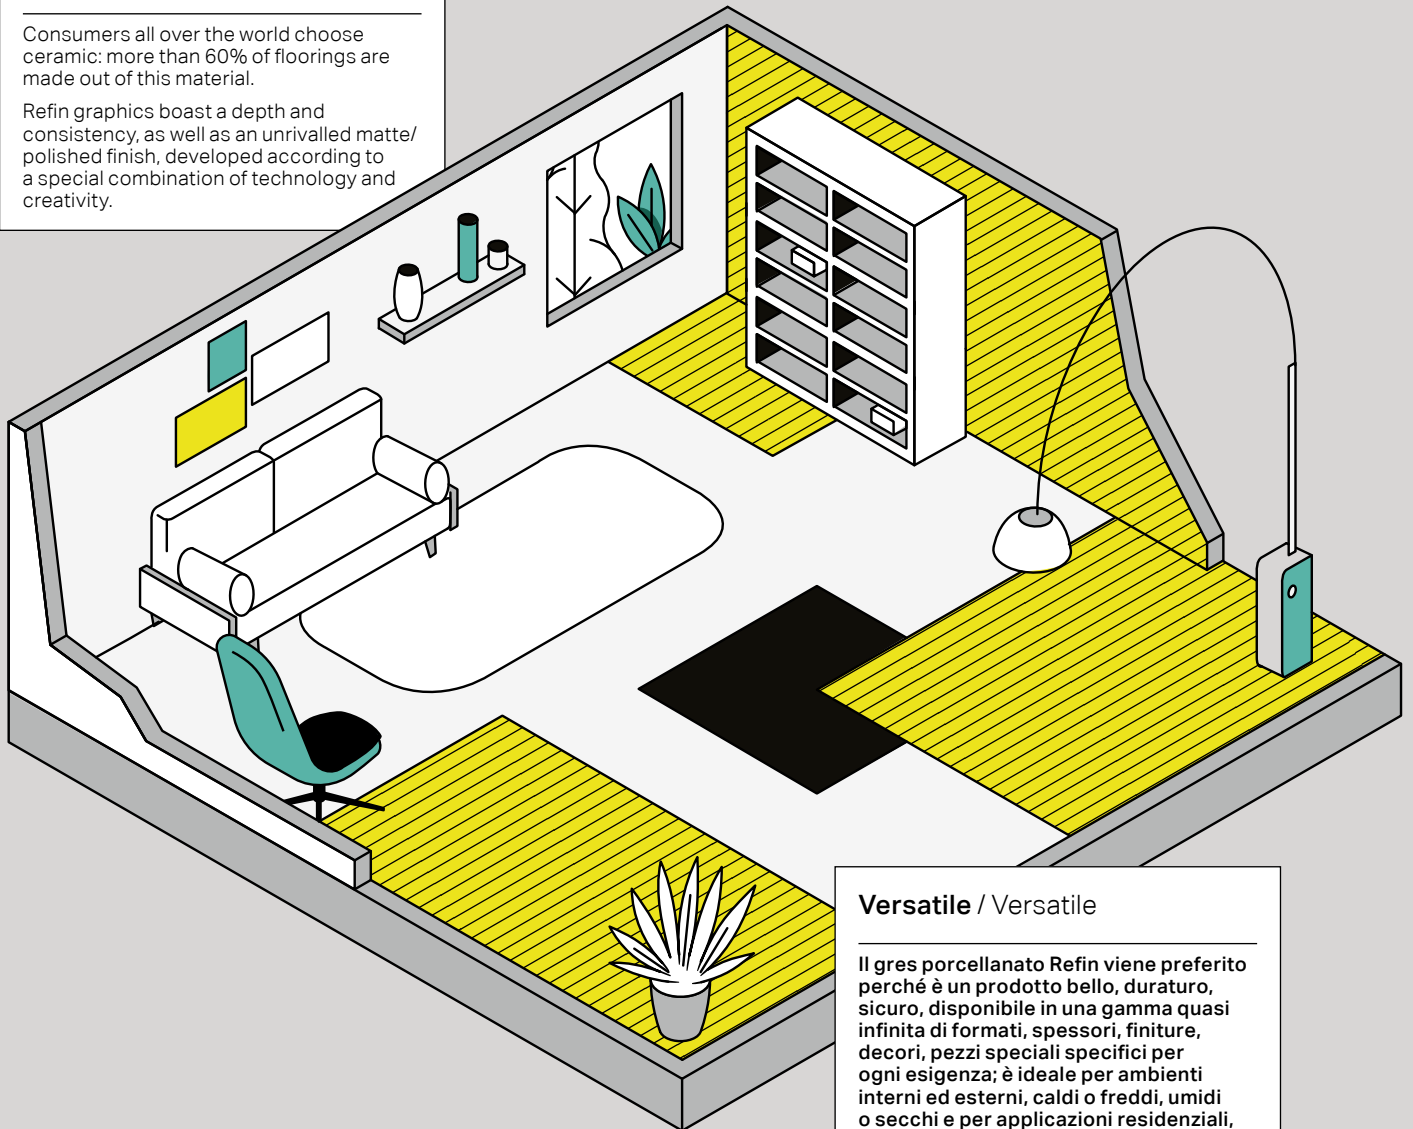 Consumers all over the world choose
ceramic: more than 60% of floorings are
made out of this material.
Refin graphics boast a depth and
consistency, as well as an unrivalled matte/
polished finish, developed according to
a special combination of technology and
creativity.
Versatile / Versatile
Il gres porcellanato Refin viene preferito
perché è un prodotto bello, duraturo,
sicuro, disponibile in una gamma quasi
infinita di formati, spessori, finiture,
decori, pezzi speciali specifici per
ogni esigenza; è ideale per ambienti
interni ed esterni, caldi o freddi, umidi
o secchi e per applicazioni residenziali,